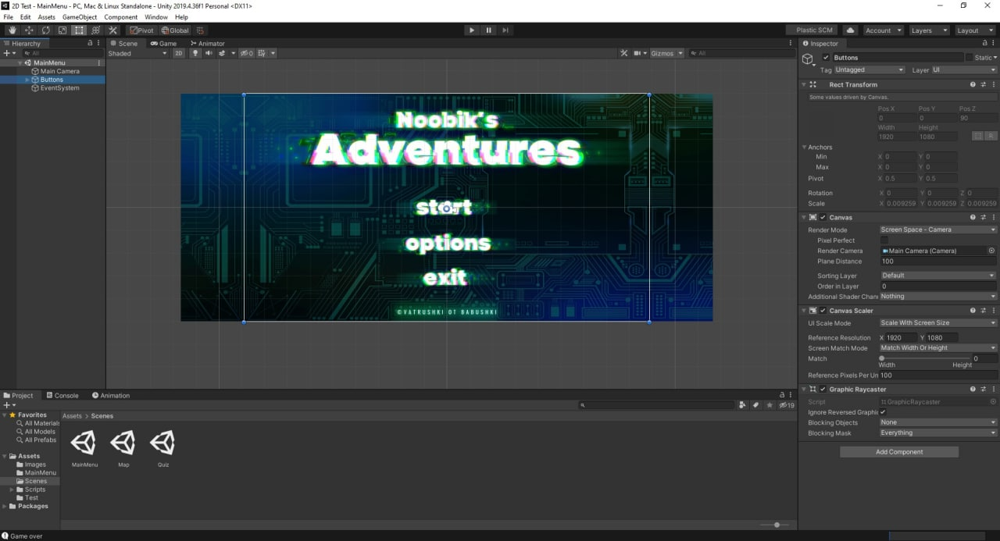 2D Test - MainMenu - PC, Mac & Linux Standalone - Unity 2019.4.36f1 Personal <DX11>
File Edit Assets GameObject Component Window Help
Pivot Global Plastic SCM Account Layers Layout
Hierarchy
All
MainMenu
Main Camera
Buttons
EventSystem
Scene Game Animator
Shaded 2D 0 Gizmos All
Noobik's
Adventures
start
options
exit
©VATRUSHKI OT BABUSHKI
Inspector
Buttons Static
Tag Untagged Layer UI
Rect Transform
Some values driven by Canvas.
Pos X Pos Y Pos Z
0 0 90
Width Height
1920 1080 R
Anchors
Min X 0 Y 0
Max X 0 Y 0
Pivot X 0.5 Y 0.5
Rotation X 0 Y 0 Z 0
Scale X 0.009259 Y 0.009259 Z 0.009259
Canvas
Render Mode Screen Space - Camera
Pixel Perfect
Render Camera Main Camera (Camera)
Plane Distance 100
Sorting Layer Default
Order in Layer 0
Additional Shader Chan Nothing
Canvas Scaler
UI Scale Mode Scale With Screen Size
Reference Resolution X 1920 Y 1080
Screen Match Mode Match Width Or Height
Match 0
Width Height
Reference Pixels Per Un 100
Graphic Raycaster
Script GraphicRaycaster
Ignore Reversed Graphic
Blocking Objects None
Blocking Mask Everything
Add Component
Project Console Animation
19
Favorites
All Materials
All Models
All Prefabs
Assets
Images
MainMenu
Scenes
Scripts
Test
Packages
Assets > Scenes
MainMenu Map Quiz
Game over